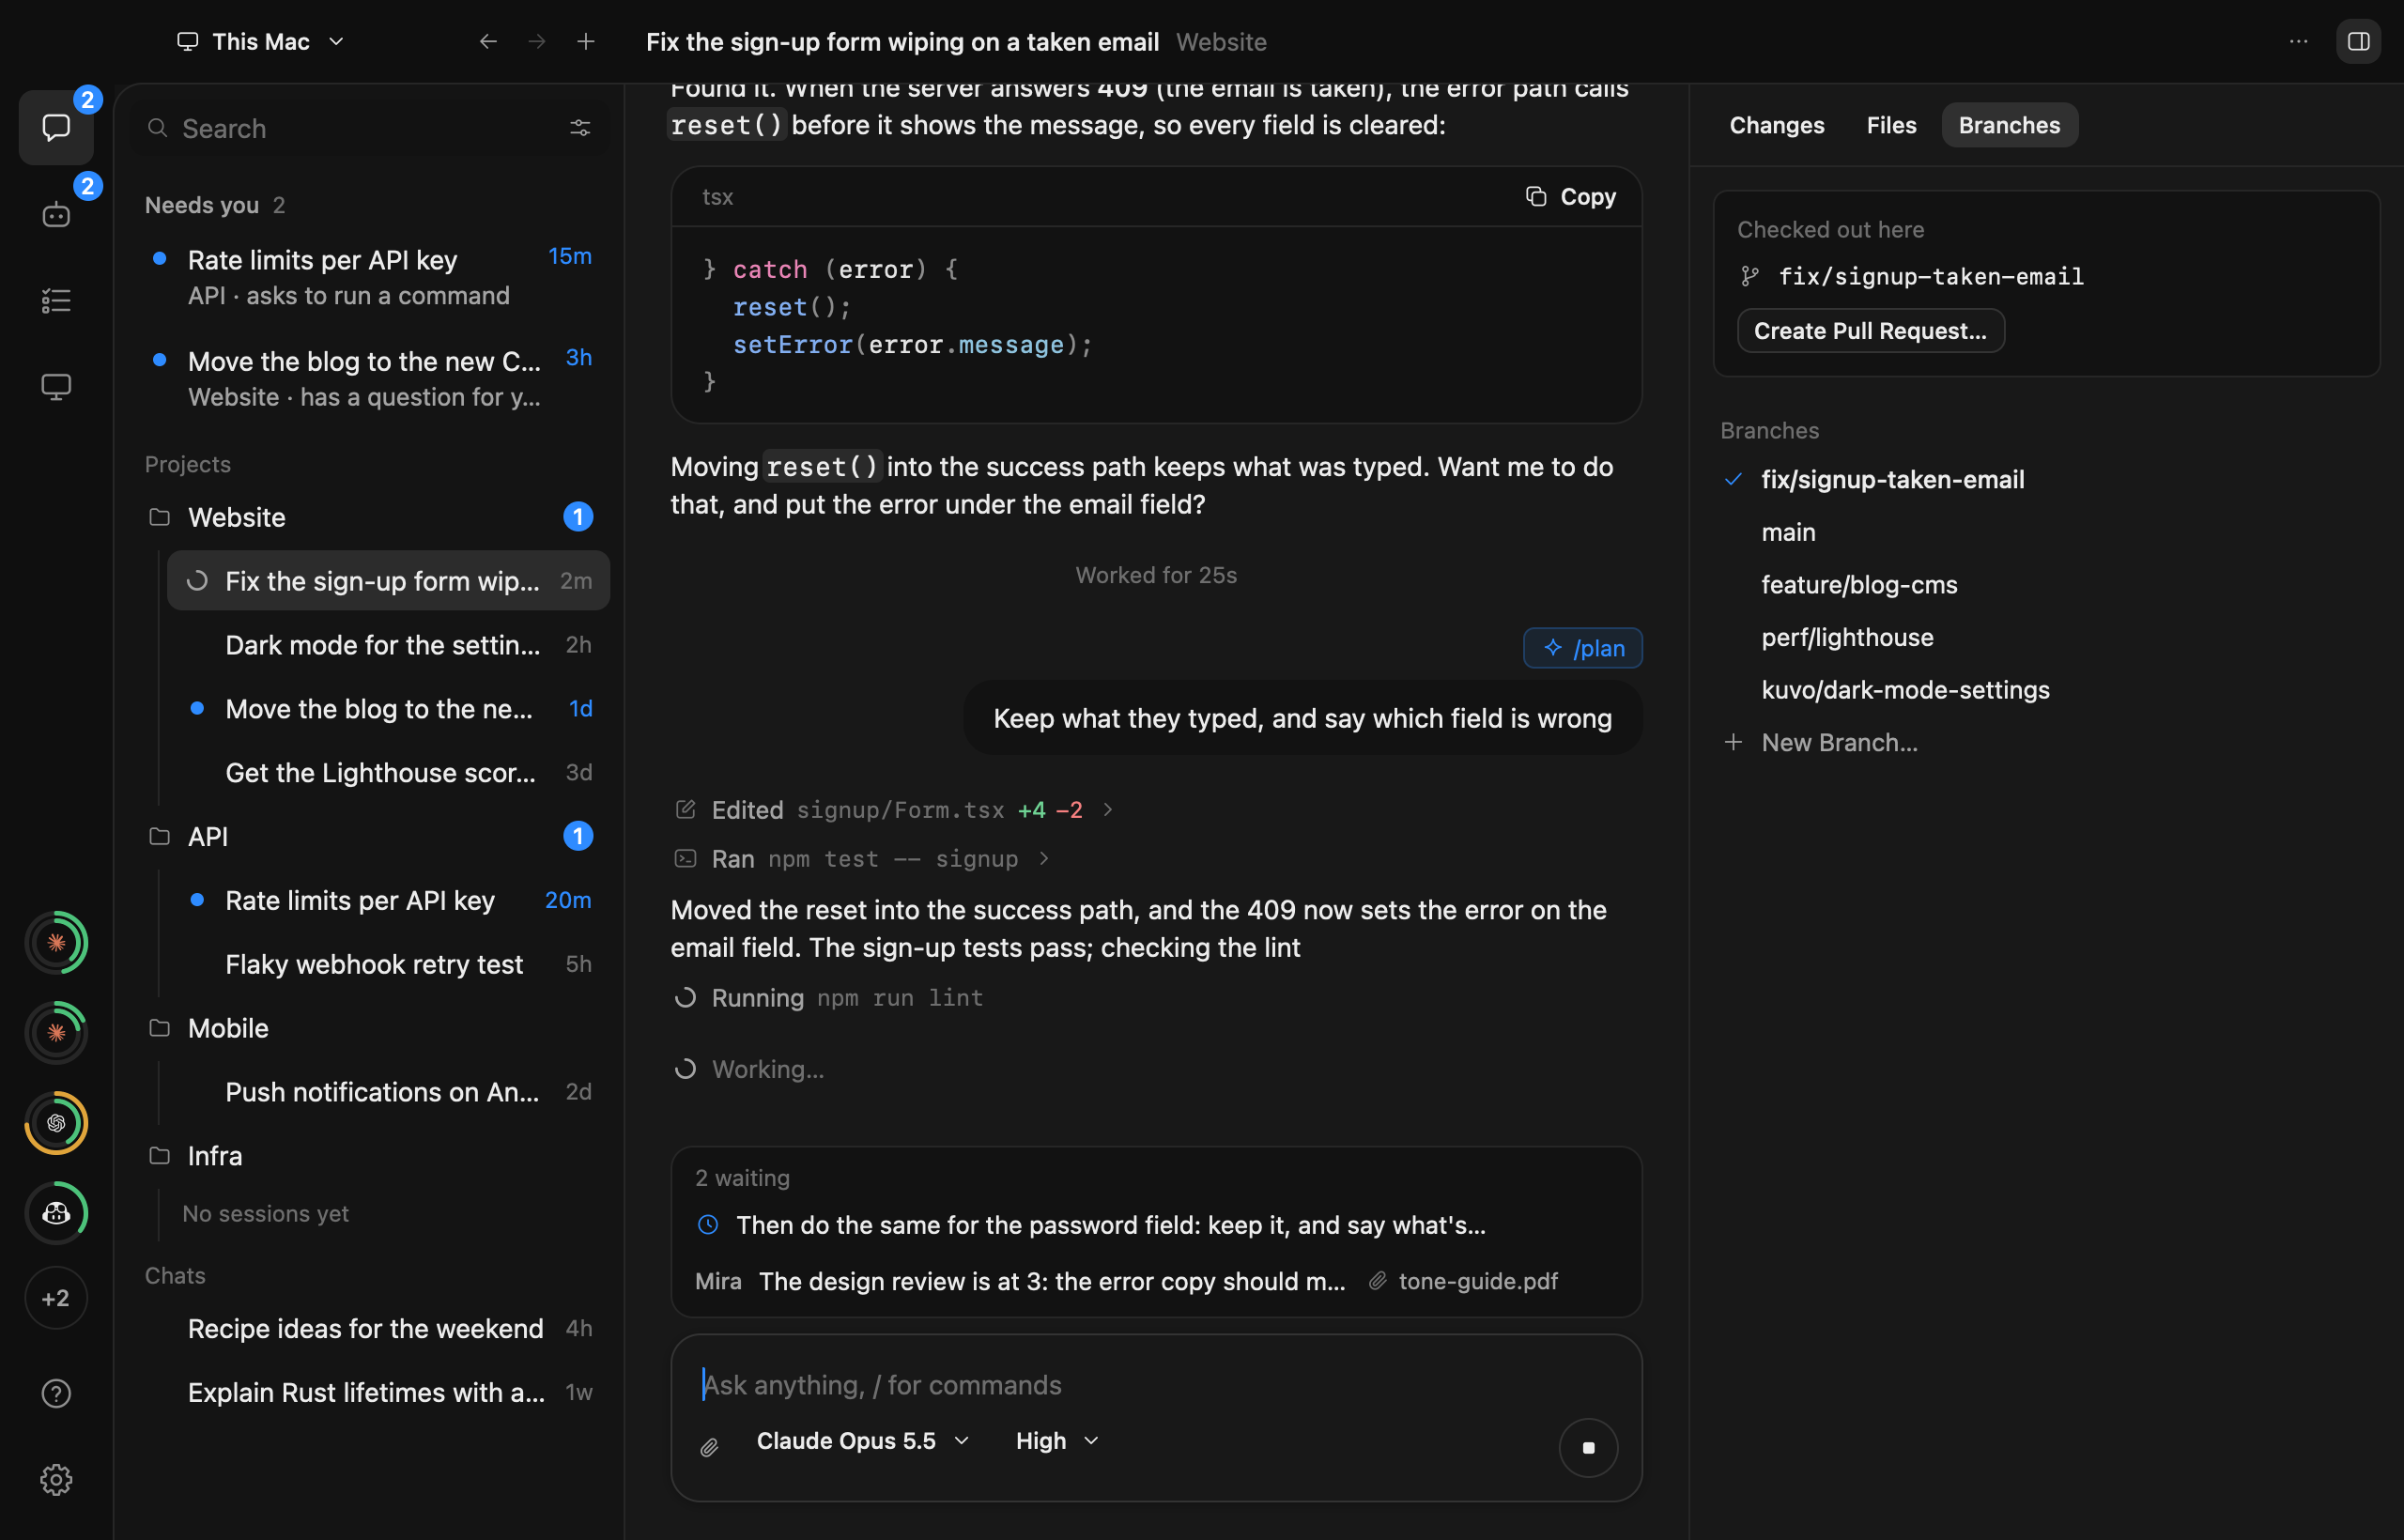 This Mac
Fix the sign-up form wiping on a taken email Website
2
2
Search
Needs you 2
Rate limits per API key 15m
API · asks to run a command
Move the blog to the new C... 3h
Website · has a question for y...
Projects
Website 1
Fix the sign-up form wip... 2m
Dark mode for the settin... 2h
Move the blog to the ne... 1d
Get the Lighthouse scor... 3d
API 1
Rate limits per API key 20m
Flaky webhook retry test 5h
Mobile
Push notifications on An... 2d
Infra
No sessions yet
Chats
Recipe ideas for the weekend 4h
Explain Rust lifetimes with a... 1w
+2
Found it. When the server answers 409 (the email is taken), the error path calls
reset() before it shows the message, so every field is cleared:
tsx
Copy
} catch (error) {
reset();
setError(error.message);
}
Moving reset() into the success path keeps what was typed. Want me to do
that, and put the error under the email field?
Worked for 25s
/plan
Keep what they typed, and say which field is wrong
Edited signup/Form.tsx +4 −2
Ran npm test -- signup
Moved the reset into the success path, and the 409 now sets the error on the
email field. The sign-up tests pass; checking the lint
Running npm run lint
Working...
2 waiting
Then do the same for the password field: keep it, and say what's...
Mira The design review is at 3: the error copy should m... tone-guide.pdf
Ask anything, / for commands
Claude Opus 5.5 High
Changes Files Branches
Checked out here
fix/signup-taken-email
Create Pull Request...
Branches
fix/signup-taken-email
main
feature/blog-cms
perf/lighthouse
kuvo/dark-mode-settings
New Branch...